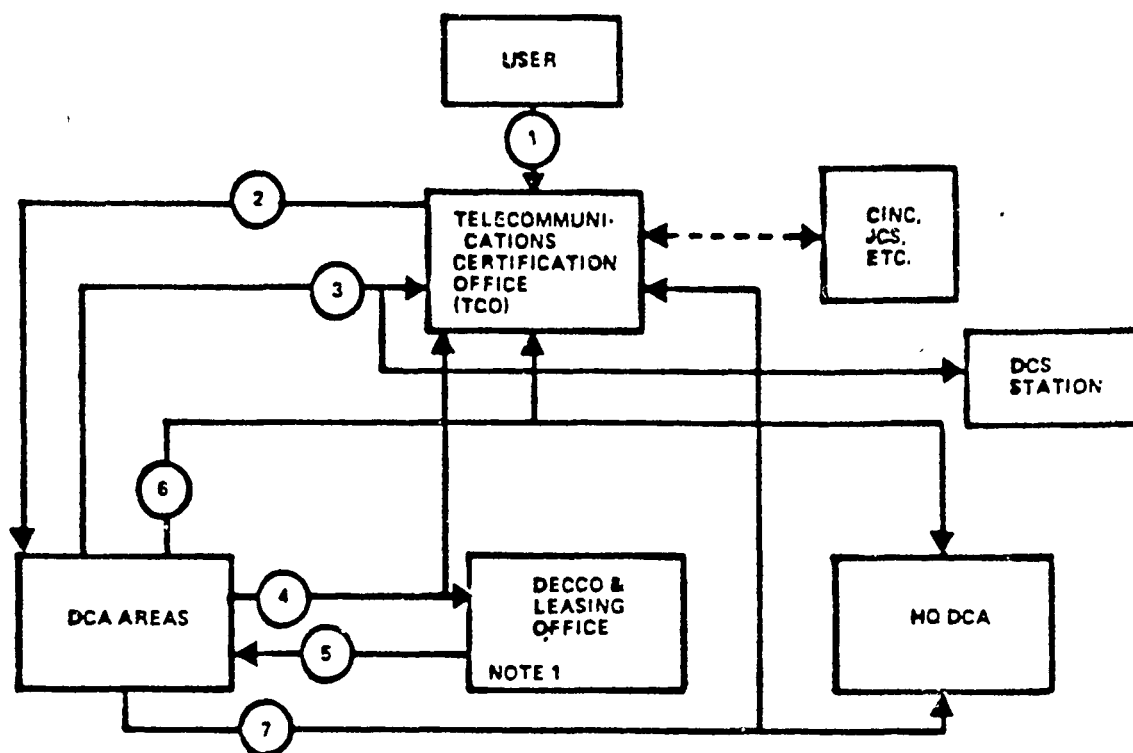 USER
1
2
TELECOMMUNI-
CATIONS
CERTIFICATION
OFFICE
(TCO)
CINC,
JCS,
ETC.
3
DCS
STATION
6
DCA AREAS
4
5
DECCO &
LEASING
OFFICE
NOTE 1
HQ DCA
7